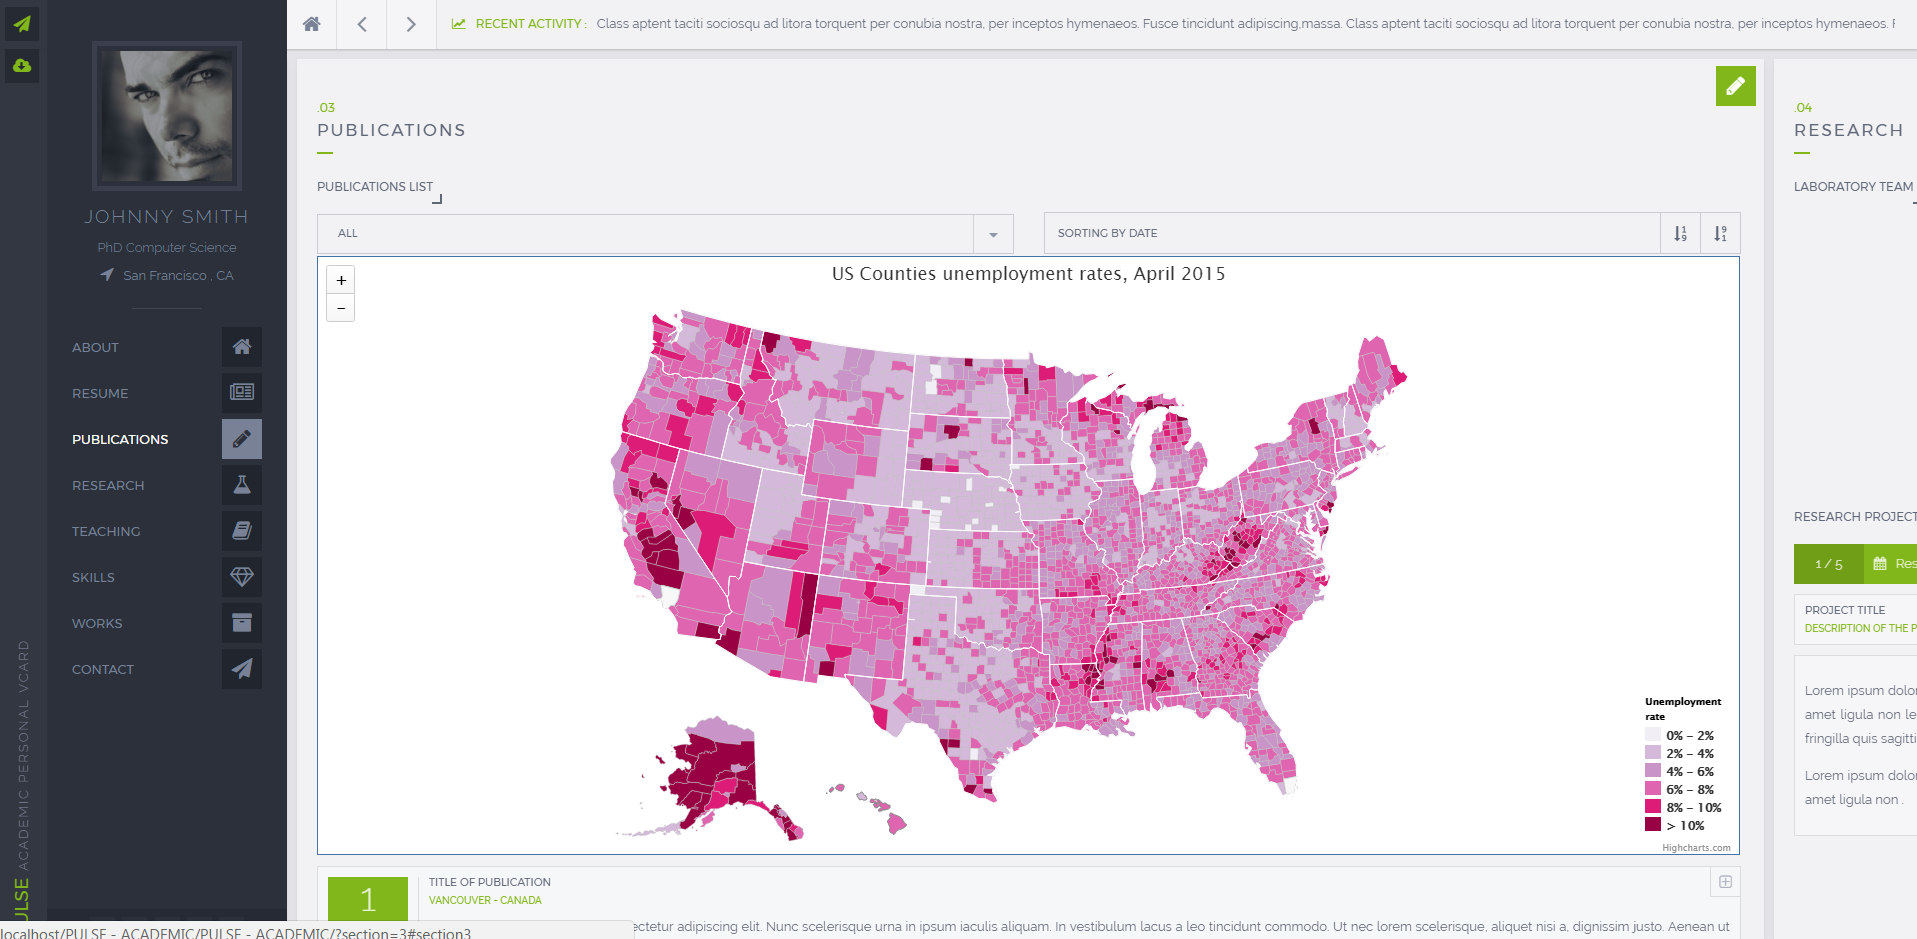 RECENT ACTIVITY : Class aptent taciti sociosqu ad litora torquent per conubia nostra, per inceptos hymenaeos. Fusce tincidunt adipiscing,massa. Class aptent taciti sociosqu ad litora torquent per conubia nostra, per inceptos hymenaeos.
JOHNNY SMITH
PhD Computer Science
San Francisco , CA
ABOUT
RESUME
PUBLICATIONS
RESEARCH
TEACHING
SKILLS
WORKS
CONTACT
ULSE ACADEMIC PERSONAL VCARD
.03
PUBLICATIONS
PUBLICATIONS LIST
ALL
SORTING BY DATE
1
9
9
1
+
-
US Counties unemployment rates, April 2015
Unemployment
rate
0% – 2%
2% – 4%
4% – 6%
6% – 8%
8% – 10%
> 10%
Highcharts.com
1
TITLE OF PUBLICATION
VANCOUVER - CANADA
ectetur adipiscing elit. Nunc scelerisque urna in ipsum iaculis aliquam. In vestibulum lacus a leo tincidunt commodo. Ut nec lorem scelerisque, aliquet nisi a, dignissim justo. Aenean ut
.04
RESEARCH
LABORATORY TEAM
RESEARCH PROJECT
1 / 5
Res
PROJECT TITLE
DESCRIPTION OF THE P
Lorem ipsum dolor
amet ligula non le
fringilla quis sagitti
Lorem ipsum dolor
amet ligula non .
localhost/PULSE - ACADEMIC/PULSE - ACADEMIC/?section=3#section3